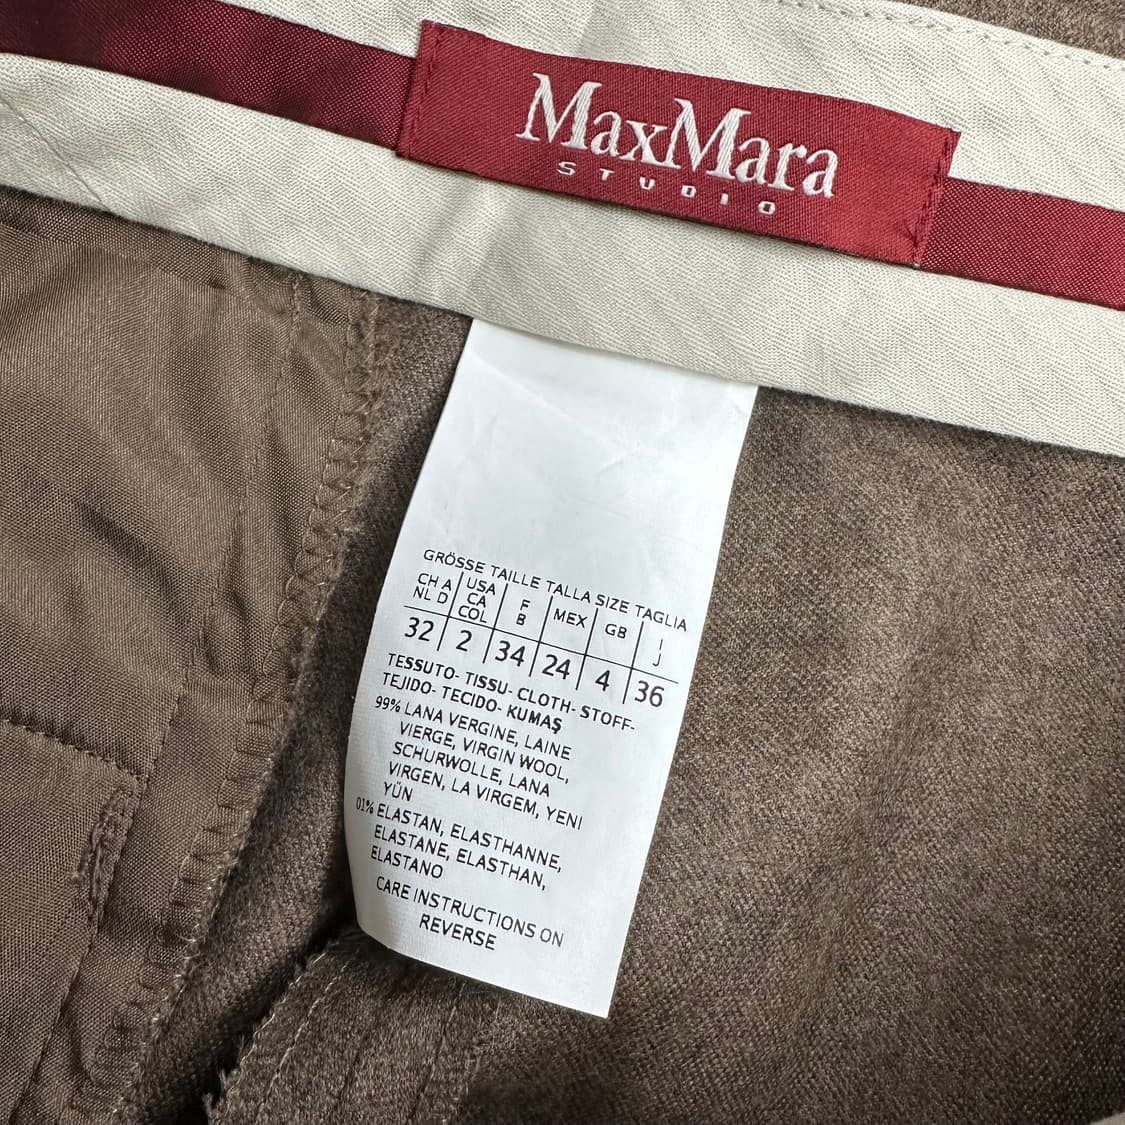 MaxMara
STUDIO
GRÖSSE TAILLE TALLA SIZE TAGLIA
CH A USA F MEX GB I
NL D CA B J
COL
32 2 34 24 4 36
TESSUTO- TISSU- CLOTH- STOFF-
TEJIDO- TECIDO- KUMAŞ
99% LANA VERGINE, LAINE
VIERGE, VIRGIN WOOL,
SCHURWOLLE, LANA
VIRGEN, LA VIRGEM, YENI
YÜN
01% ELASTAN, ELASTHANNE,
ELASTANE, ELASTHAN,
ELASTANO
CARE INSTRUCTIONS ON
REVERSE